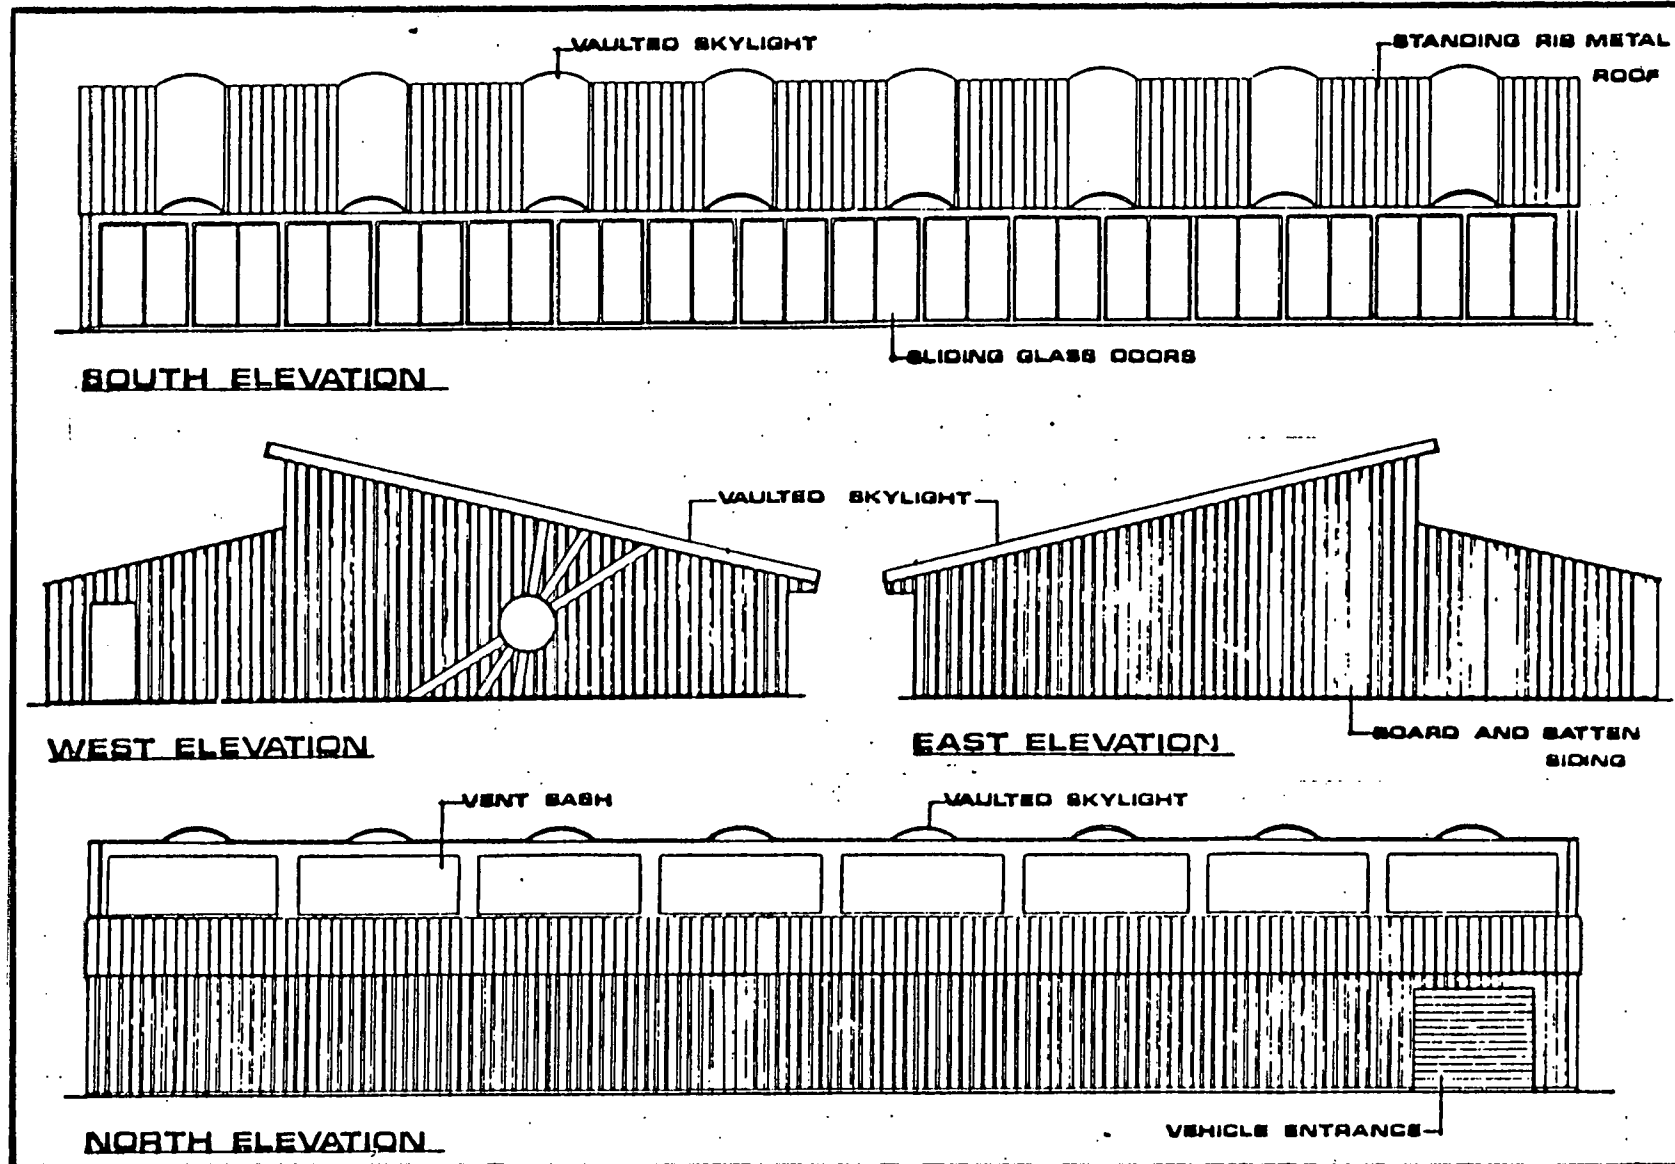 VAULTED SKYLIGHT
STANDING RIB METAL
ROOF
SLIDING GLASS DOORS
SOUTH ELEVATION
VAULTED SKYLIGHT
WEST ELEVATION
EAST ELEVATION
BOARD AND BATTEN
SIDING
VENT SASH
VAULTED SKYLIGHT
VEHICLE ENTRANCE
NORTH ELEVATION